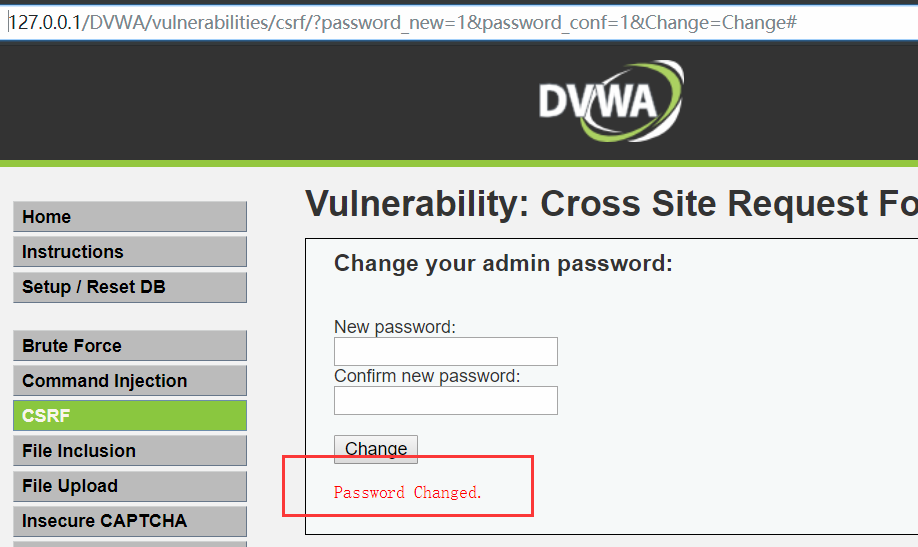 127.0.0.1/DVWA/vulnerabilities/csrf/?password_new=1&password_conf=1&Change=Change#
DVWA
Home
Instructions
Setup / Reset DB
Brute Force
Command Injection
CSRF
File Inclusion
File Upload
Insecure CAPTCHA
Vulnerability: Cross Site Request Fo
Change your admin password:
New password:
Confirm new password:
Change
Password Changed.